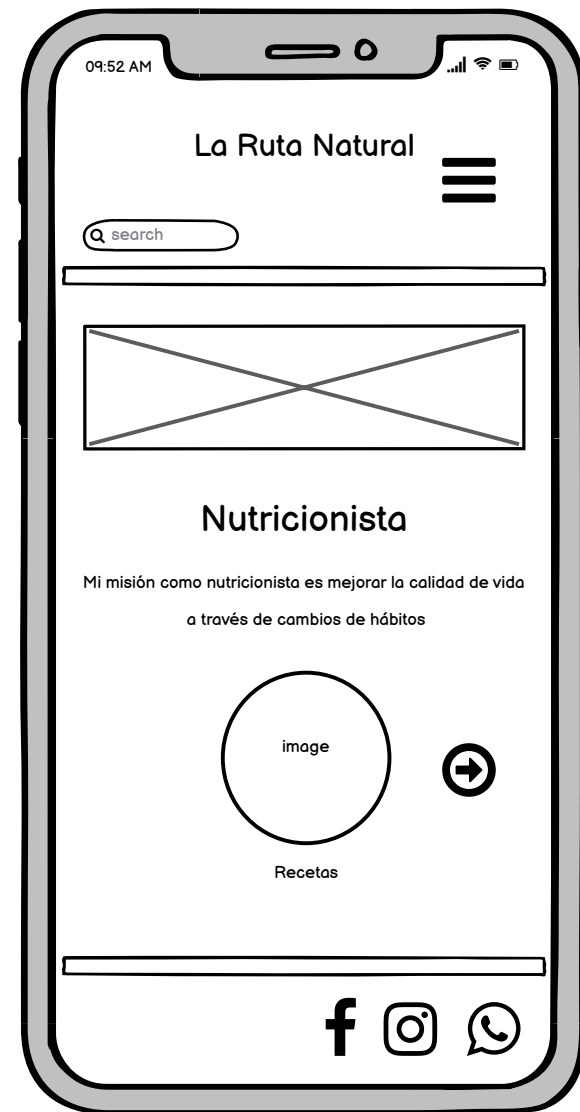 09:52 AM
La Ruta Natural
search
Nutricionista
Mi misión como nutricionista es mejorar la calidad de vida
a través de cambios de hábitos
image
Recetas